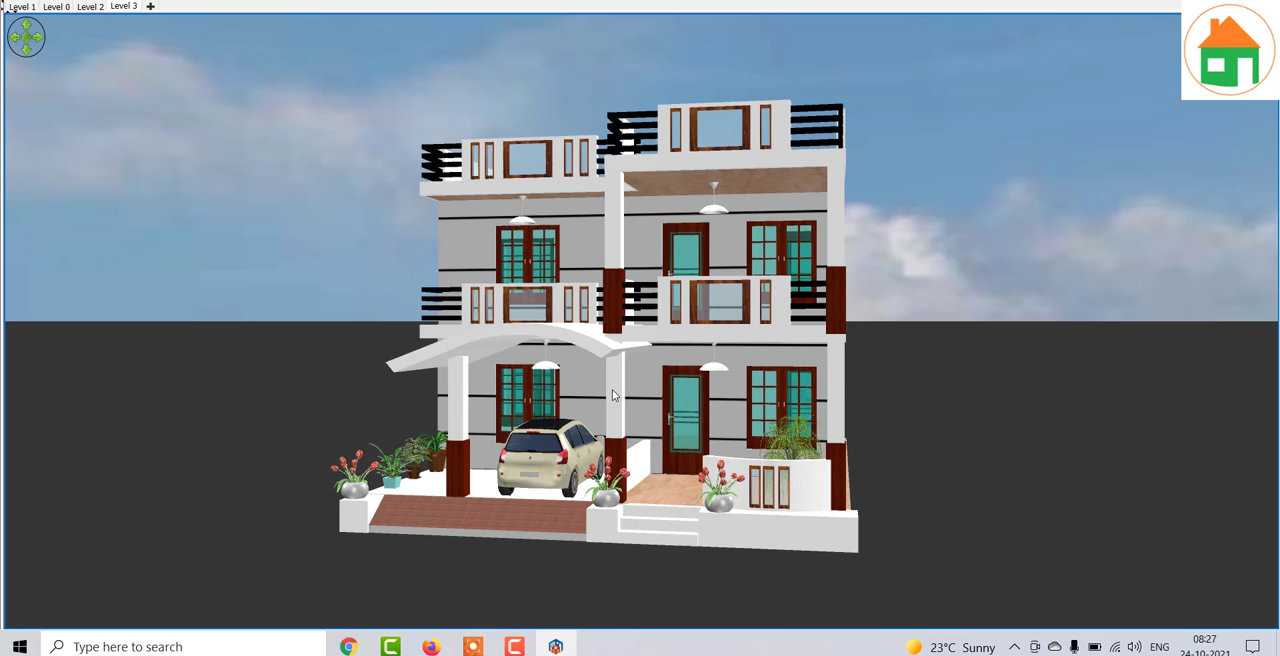 Level 1 Level 0 Level 2 Level 3
Type here to search
23°C Sunny
ENG
08:27
24-10-2021